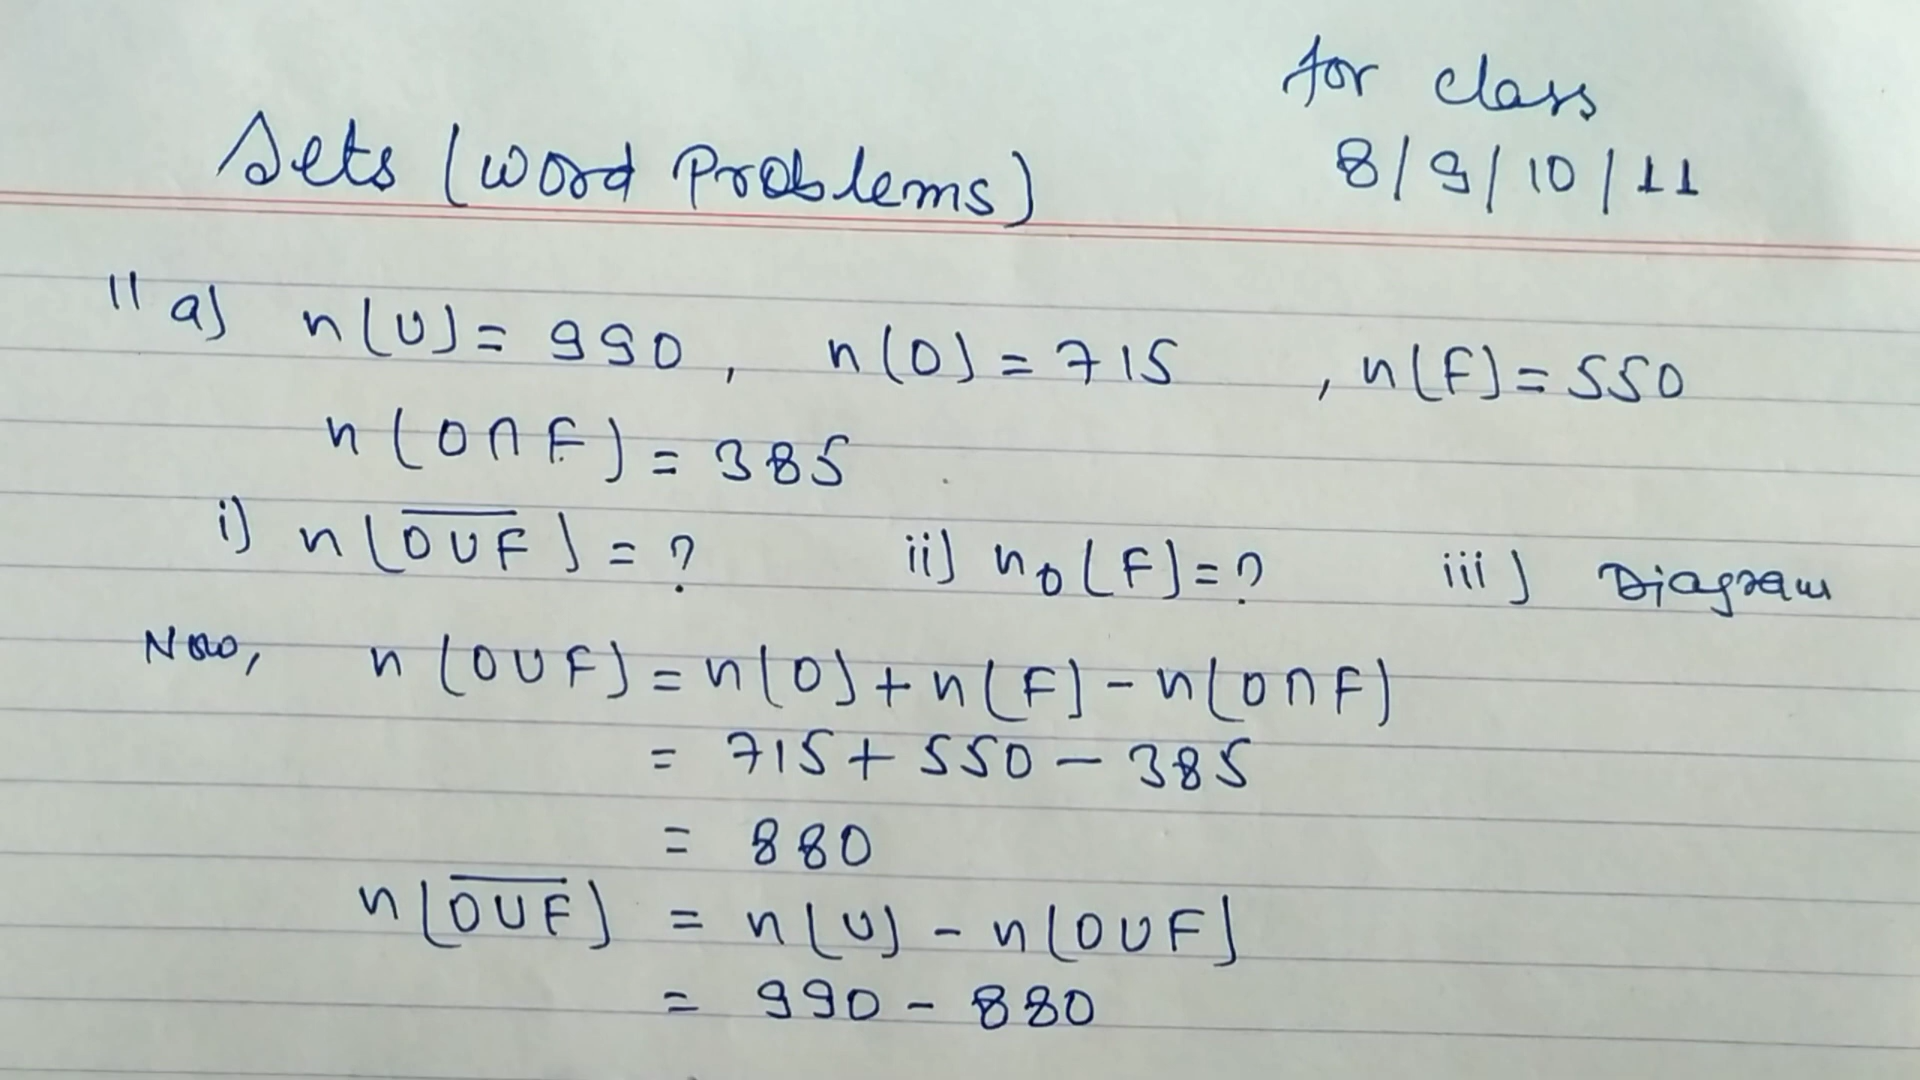 for class
Sets (word Problems)
8/9/10/11
11 a) n(U) = 990, n(O) = 715, n(F) = 550
n(O∩F) = 385
i) n(O̅U̅F̅) = ? ii) n₀(F) = ? iii) Diagram
Now, n(OUF) = n(O) + n(F) - n(O∩F)
= 715 + 550 - 385
= 880
n(O̅U̅F̅) = n(U) - n(OUF)
= 990 - 880